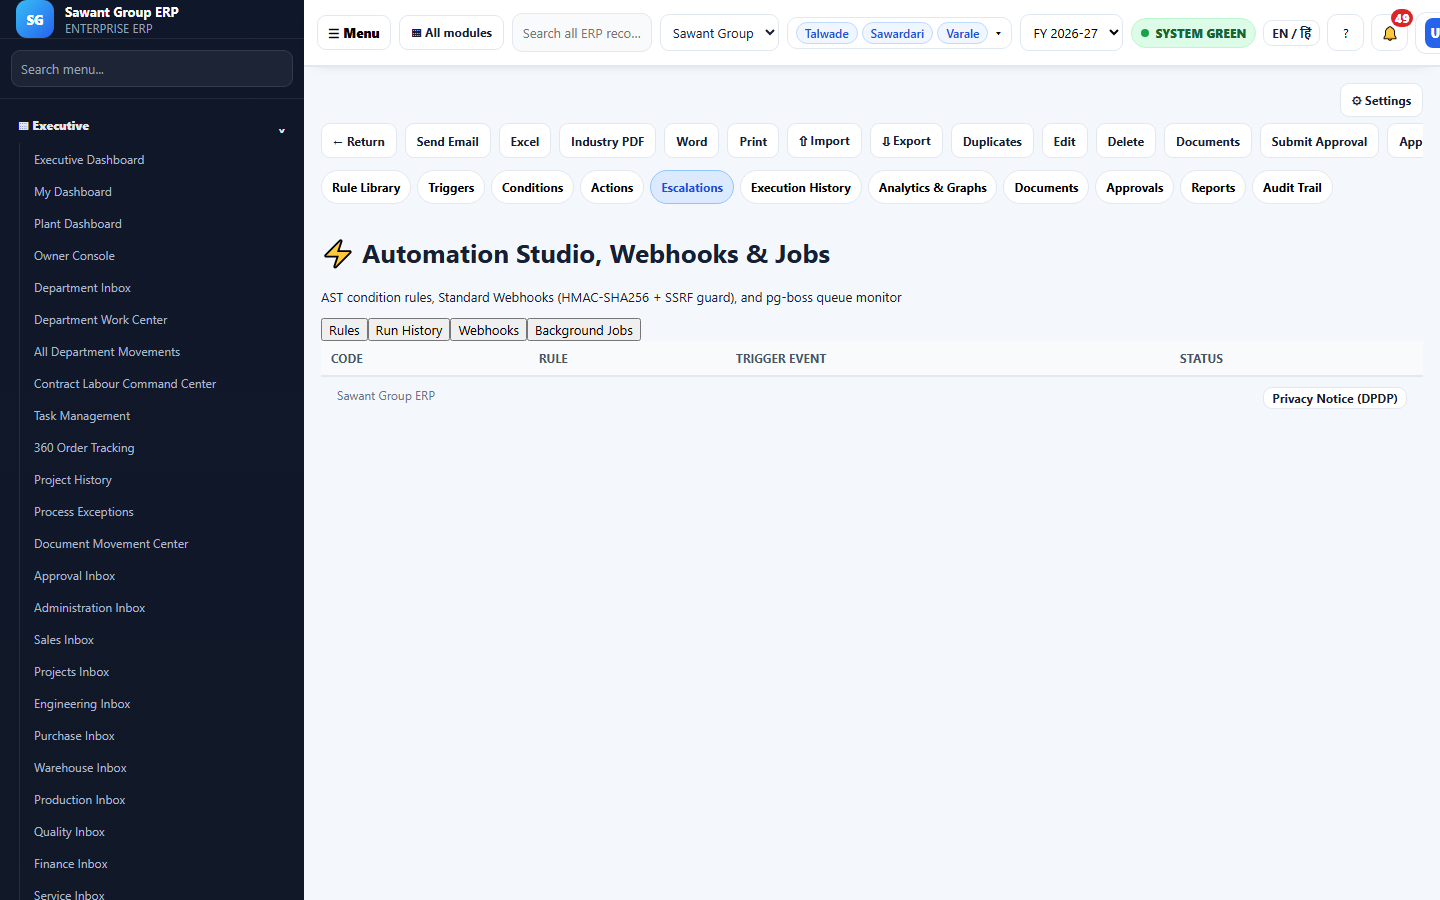 SG
Sawant Group ERP
ENTERPRISE ERP
Search menu...
Executive
Executive Dashboard
My Dashboard
Plant Dashboard
Owner Console
Department Inbox
Department Work Center
All Department Movements
Contract Labour Command Center
Task Management
360 Order Tracking
Project History
Process Exceptions
Document Movement Center
Approval Inbox
Administration Inbox
Sales Inbox
Projects Inbox
Engineering Inbox
Purchase Inbox
Warehouse Inbox
Production Inbox
Quality Inbox
Finance Inbox
Service Inbox
☰ Menu All modules Search all ERP reco... Sawant Group Talwade Sawardari Varale FY 2026-27 SYSTEM GREEN EN / हिं ? 49 U
⚙ Settings
← Return Send Email Excel Industry PDF Word Print ⇧ Import ⇩ Export Duplicates Edit Delete Documents Submit Approval App
Rule Library Triggers Conditions Actions Escalations Execution History Analytics & Graphs Documents Approvals Reports Audit Trail
⚡ Automation Studio, Webhooks & Jobs
AST condition rules, Standard Webhooks (HMAC-SHA256 + SSRF guard), and pg-boss queue monitor
Rules Run History Webhooks Background Jobs
CODE RULE TRIGGER EVENT STATUS
Sawant Group ERP Privacy Notice (DPDP)